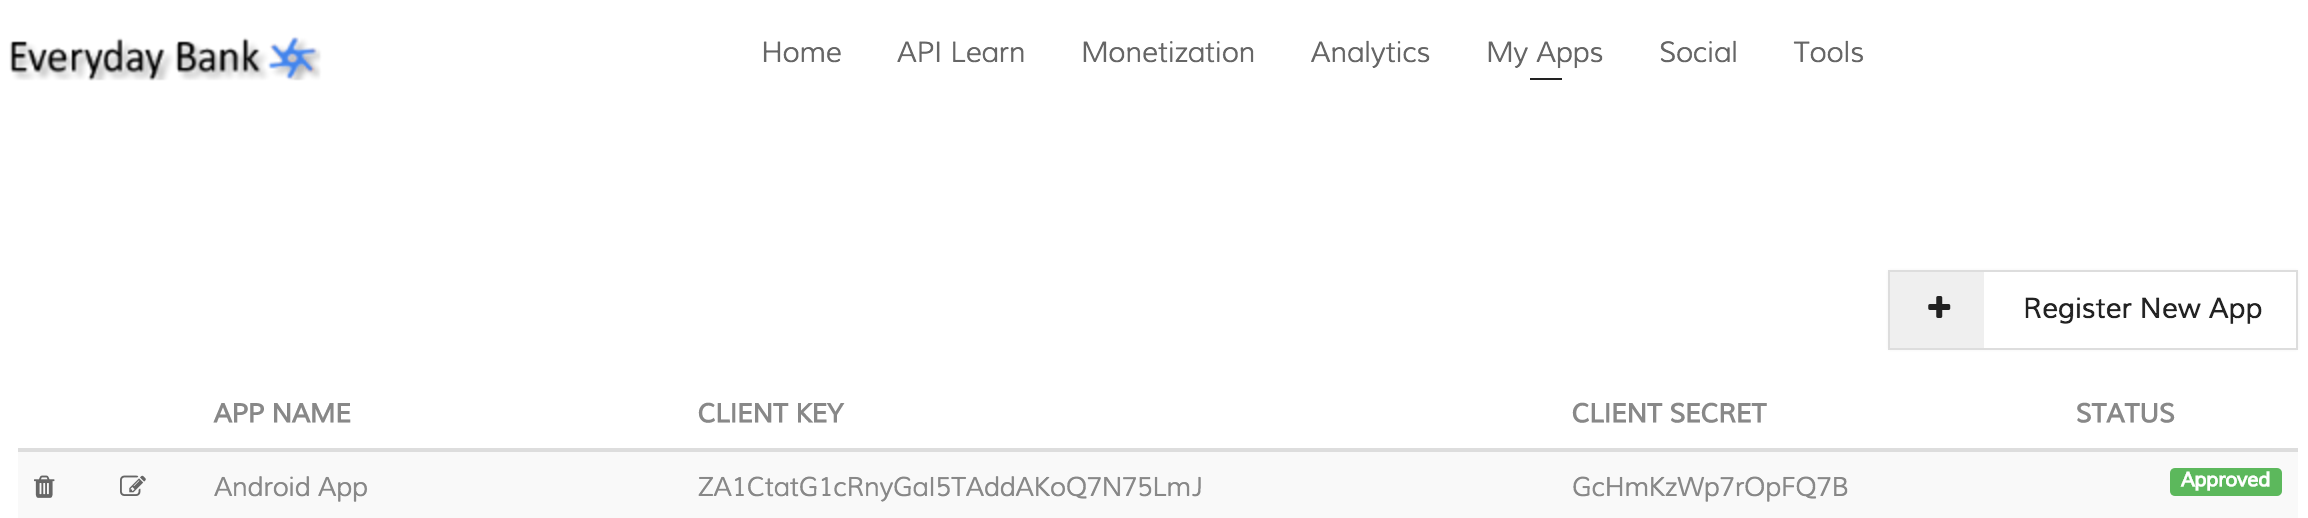 Everyday Bank
Home API Learn Monetization Analytics My Apps Social Tools
Register New App
APP NAME CLIENT KEY CLIENT SECRET STATUS
Android App ZA1CtatG1cRnyGaI5TAddAKoQ7N75LmJ GcHmKzWp7rOpFQ7B Approved